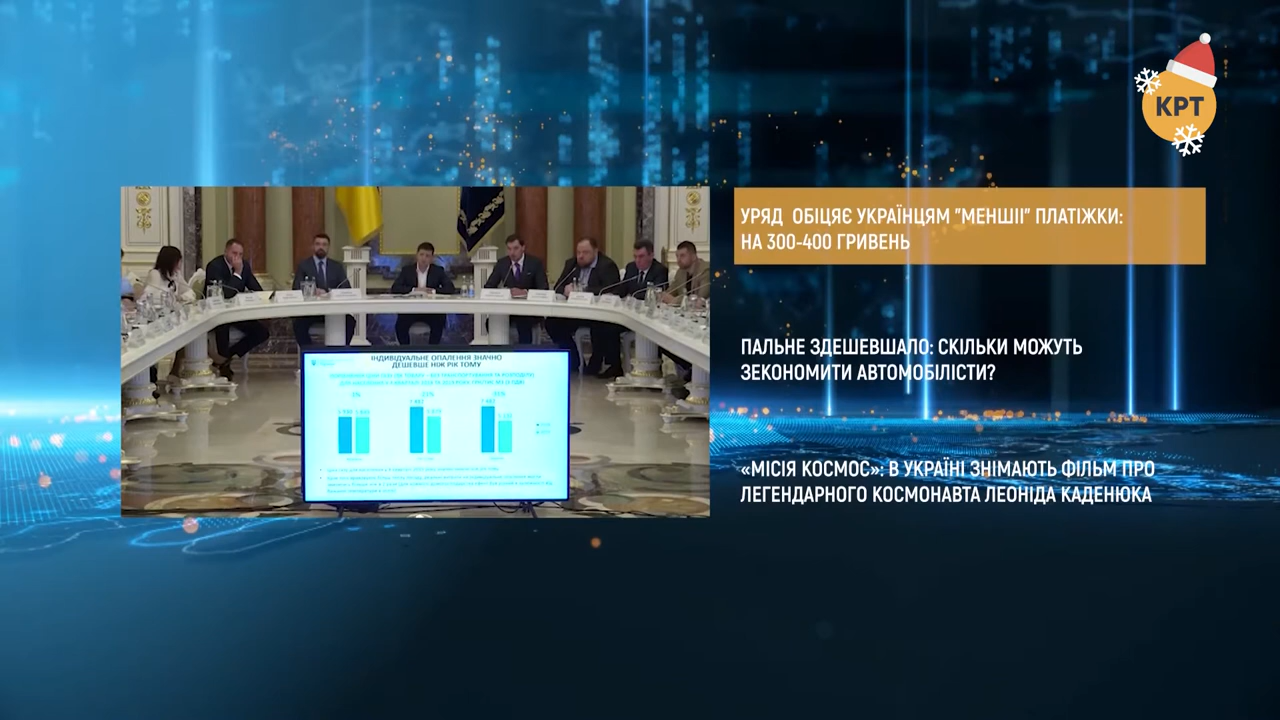 КРТ
УРЯД ОБІЦЯЄ УКРАЇНЦЯМ "МЕНШІІ" ПЛАТІЖКИ:
НА 300-400 ГРИВЕНЬ
ПАЛЬНЕ ЗДЕШЕВШАЛО: СКІЛЬКИ МОЖУТЬ
ЗЕКОНОМИТИ АВТОМОБІЛІСТИ?
«МІСІЯ КОСМОС»: В УКРАЇНІ ЗНІМАЮТЬ ФІЛЬМ ПРО
ЛЕГЕНДАРНОГО КОСМОНАВТА ЛЕОНІДА КАДЕНЮКА
ІНДИВІДУАЛЬНЕ ОПАЛЕННЯ ЗНАЧНО
ДЕШЕВШЕ НІЖ РІК ТОМУ